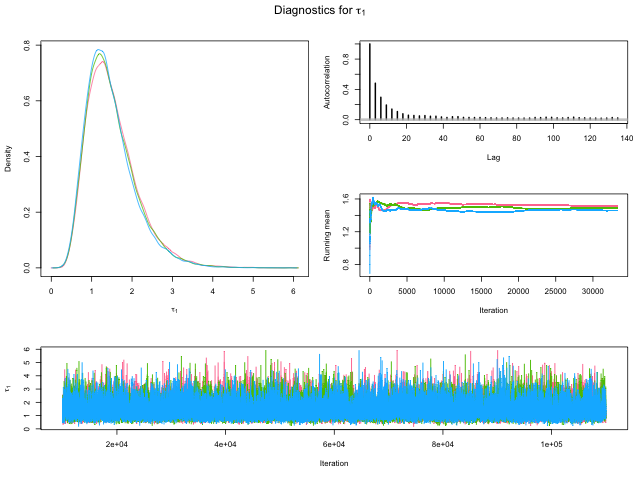 Diagnostics for τ1
Density
0.0 0.2 0.4 0.6 0.8
0 1 2 3 4 5 6
τ1
Autocorrelation
0.0 0.4 0.8
0 20 40 60 80 100 120 140
Lag
Running mean
0.8 1.2 1.6
0 5000 10000 15000 20000 25000 30000
Iteration
τ1
0 1 2 3 4 5 6
2e+04 4e+04 6e+04 8e+04 1e+05
Iteration